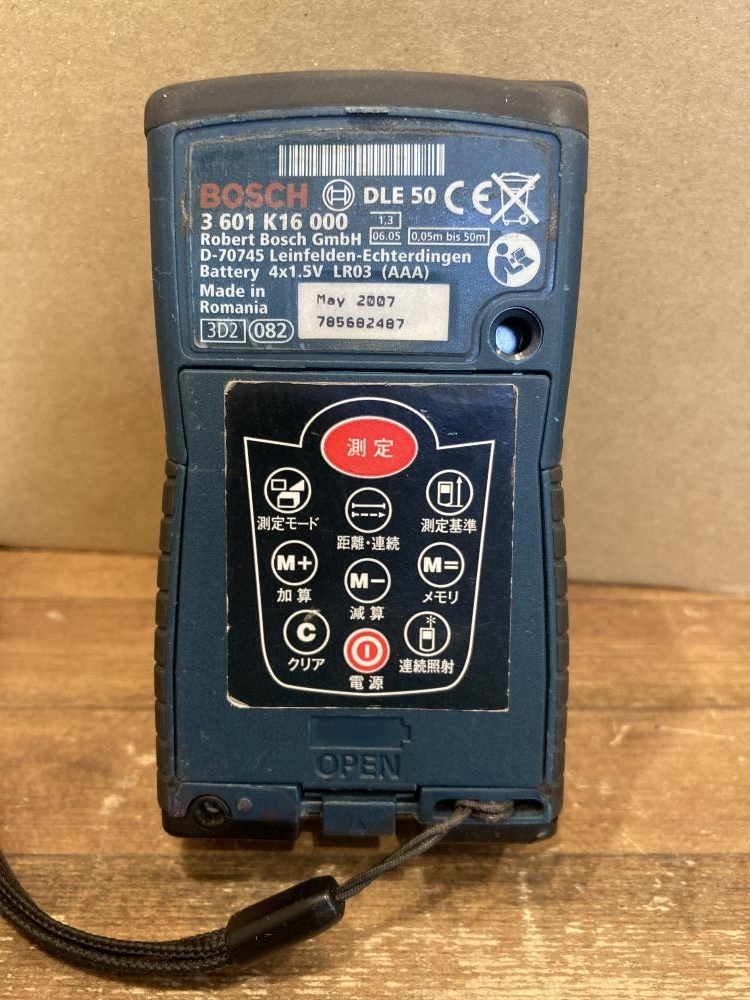 BOSCH DLE 50 CE
3 601 K16 000 1,3
Robert Bosch GmbH 06.05 0,05m bis 50m
D-70745 Leinfelden-Echterdingen
Battery 4x1.5V LR03 (AAA)
Made in
Romania
May 2007
785682487
3D2 082
測定
測定モード
距離・連続
測定基準
M+
M-
M=
加算
減算
メモリ
C
クリア
電源
連続照射
OPEN